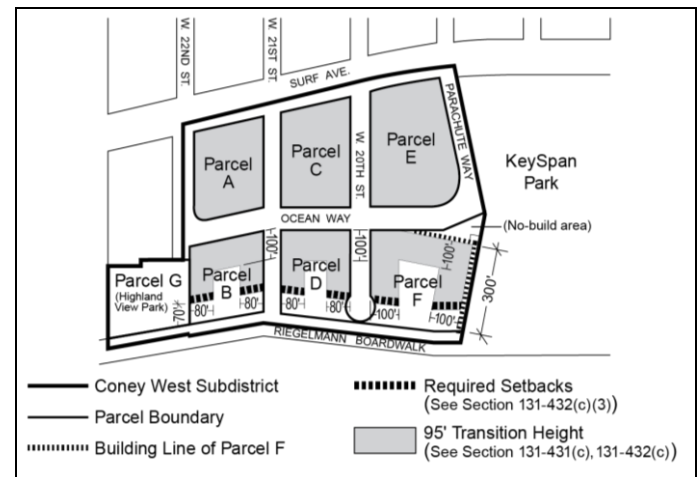 W. 22ND ST.
W. 21ST ST.
SURF AVE.
PARACHUTE WAY
W. 20TH ST.
Parcel
A
Parcel
C
Parcel
E
KeySpan
Park
OCEAN WAY
(No-build area)
100'
100'
100'
300'
Parcel G
(Highland
View Park)
Parcel
B
Parcel
D
Parcel
F
70'
80'
80'
80'
80'
100'
100'
RIEGELMANN BOARDWALK
Coney West Subdistrict
Parcel Boundary
Building Line of Parcel F
Required Setbacks
(See Section 131-432(c)(3))
95' Transition Height
(See Section 131-431(c), 131-432(c))